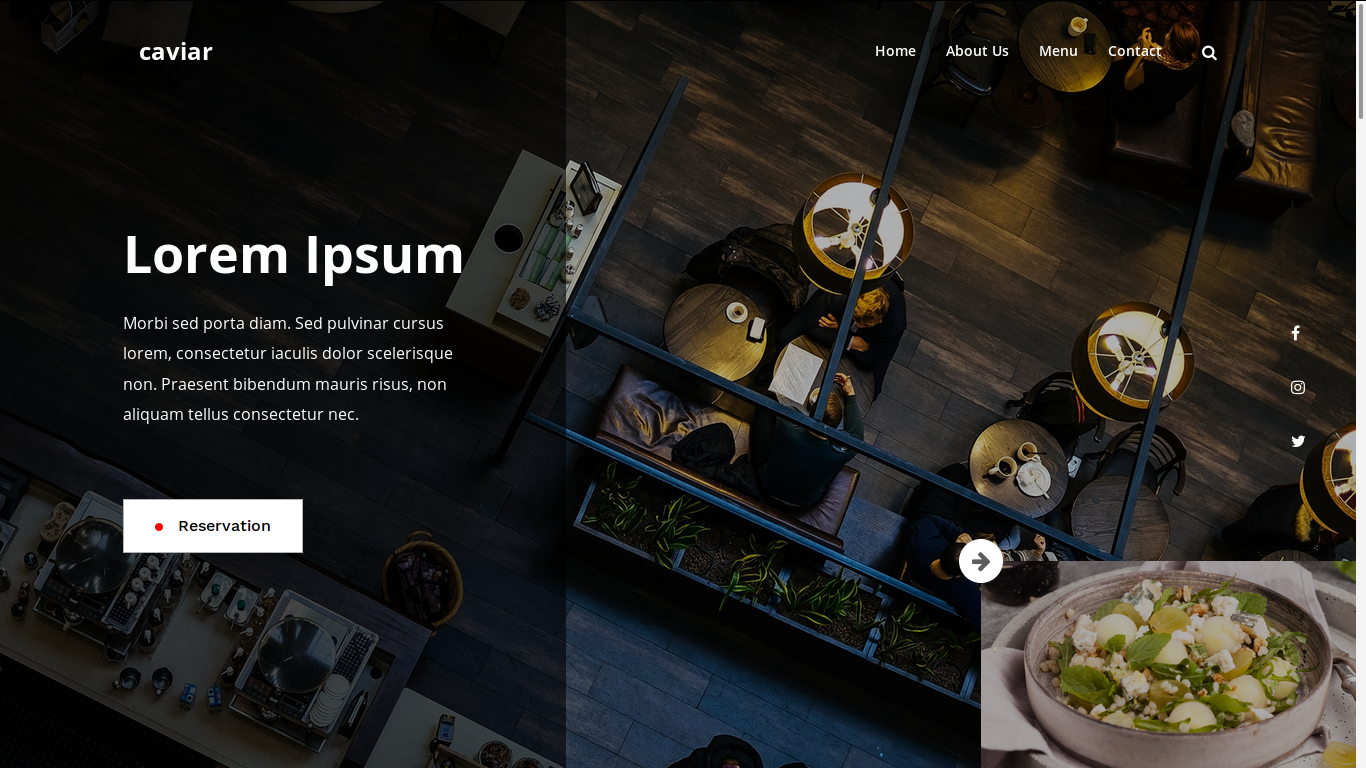 caviar
Home
About Us
Menu
Contact
Lorem Ipsum
Morbi sed porta diam. Sed pulvinar cursus
lorem, consectetur iaculis dolor scelerisque
non. Praesent bibendum mauris risus, non
aliquam tellus consectetur nec.
Reservation